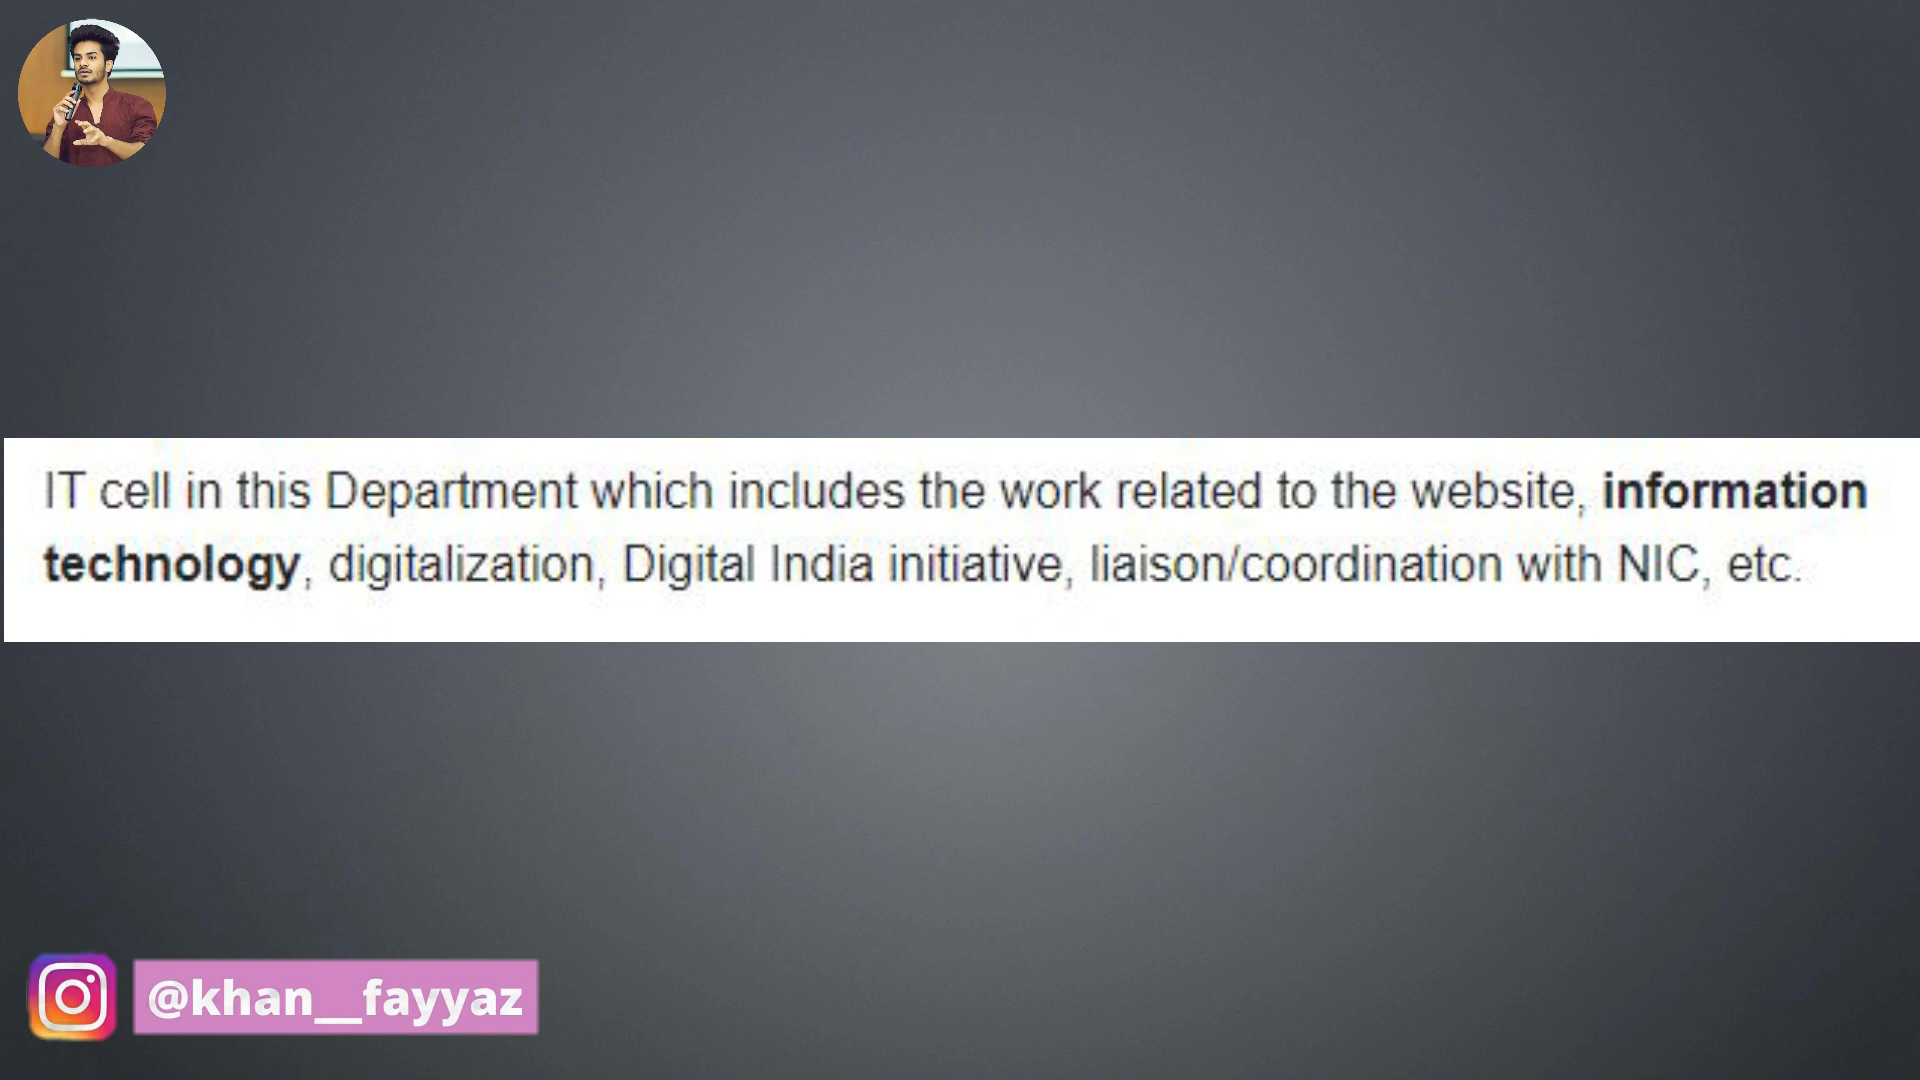 IT cell in this Department which includes the work related to the website, information
technology, digitalization, Digital India initiative, liaison/coordination with NIC, etc.
@khan__fayyaz